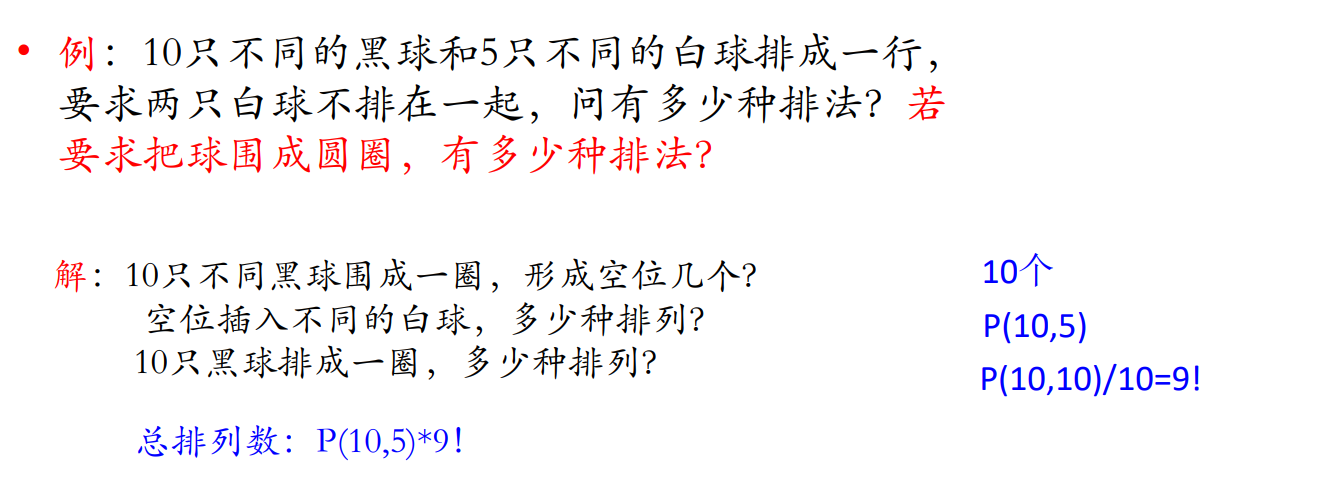 • 例：10只不同的黑球和5只不同的白球排成一行，
要求两只白球不排在一起，问有多少种排法？若
要求把球围成圆圈，有多少种排法？
解：10只不同黑球围成一圈，形成空位几个？ 10个
空位插入不同的白球，多少种排列？ P(10,5)
10只黑球排成一圈，多少种排列？ P(10,10)/10=9!
总排列数：P(10,5)*9！